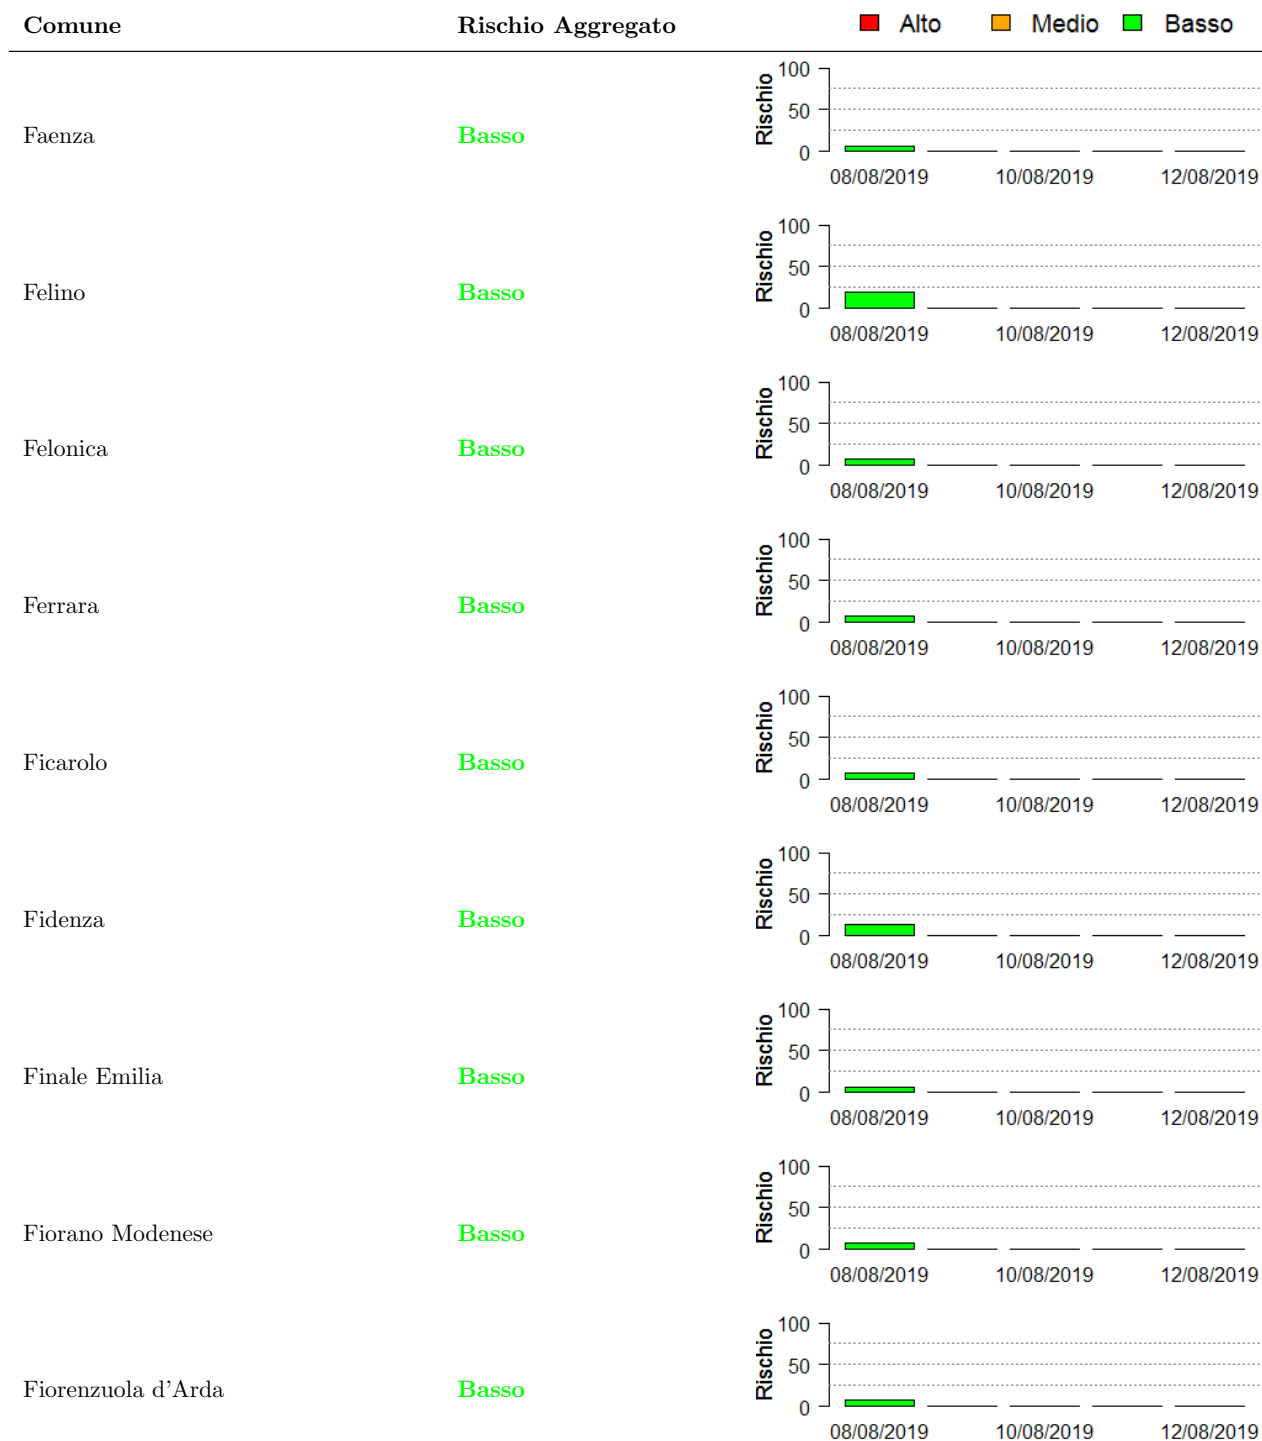 Comune Rischio Aggregato Alto Medio Basso
Faenza Basso Rischio 100 50 0
08/08/2019 10/08/2019 12/08/2019
Felino Basso Rischio 100 50 0
08/08/2019 10/08/2019 12/08/2019
Felonica Basso Rischio 100 50 0
08/08/2019 10/08/2019 12/08/2019
Ferrara Basso Rischio 100 50 0
08/08/2019 10/08/2019 12/08/2019
Ficarolo Basso Rischio 100 50 0
08/08/2019 10/08/2019 12/08/2019
Fidenza Basso Rischio 100 50 0
08/08/2019 10/08/2019 12/08/2019
Finale Emilia Basso Rischio 100 50 0
08/08/2019 10/08/2019 12/08/2019
Fiorano Modenese Basso Rischio 100 50 0
08/08/2019 10/08/2019 12/08/2019
Fiorenzuola d'Arda Basso Rischio 100 50 0
08/08/2019 10/08/2019 12/08/2019